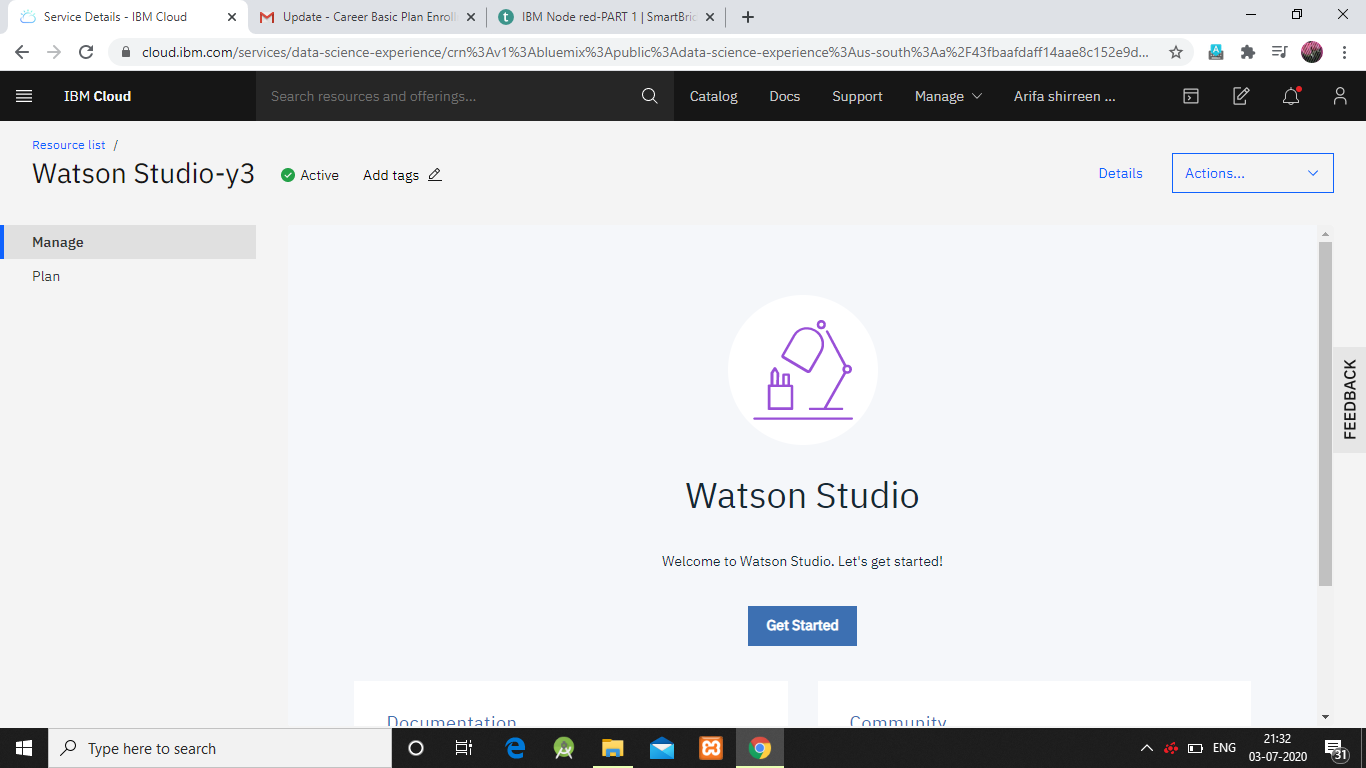 Service Details - IBM Cloud
Update - Career Basic Plan Enroll
IBM Node red-PART 1 | SmartBri
cloud.ibm.com/services/data-science-experience/crn%3Av1%3Abluemix%3Apublic%3Adata-science-experience%3Aus-south%3Aa%2F43fbaafdaff14aae8c152e9d...
IBM Cloud
Search resources and offerings...
Catalog
Docs
Support
Manage
Arifa shirreen ...
Resource list /
Watson Studio-y3
Active
Add tags
Details
Actions...
Manage
Plan
FEEDBACK
Watson Studio
Welcome to Watson Studio. Let's get started!
Get Started
Documentation
Community
Type here to search
ENG
21:32
03-07-2020
31